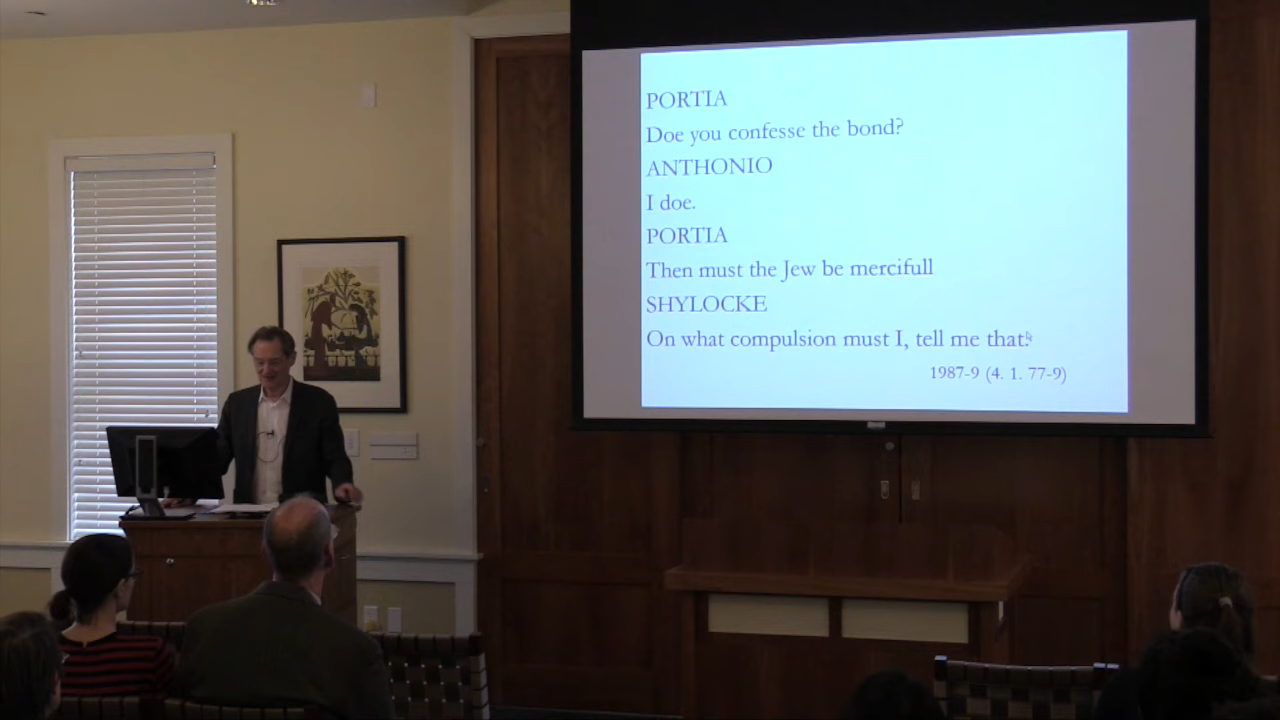 PORTIA
Doe you confesse the bond?
ANTHONIO
I doe.
PORTIA
Then must the Jew be mercifull
SHYLOCKE
On what compulsion must I, tell me that.
1987-9 (4. 1. 77-9)